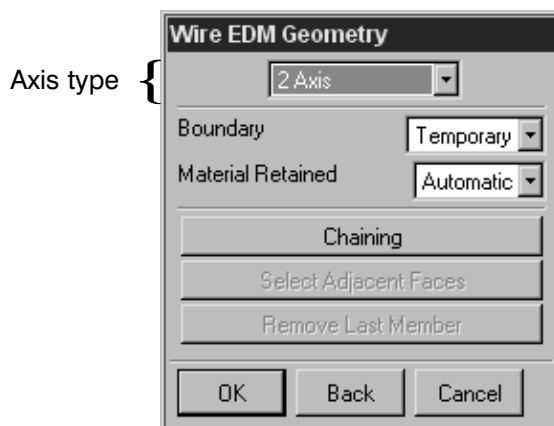 Wire EDM Geometry
Axis type { 2 Axis
Boundary Temporary
Material Retained Automatic
Chaining
Select Adjacent Faces
Remove Last Member
OK Back Cancel